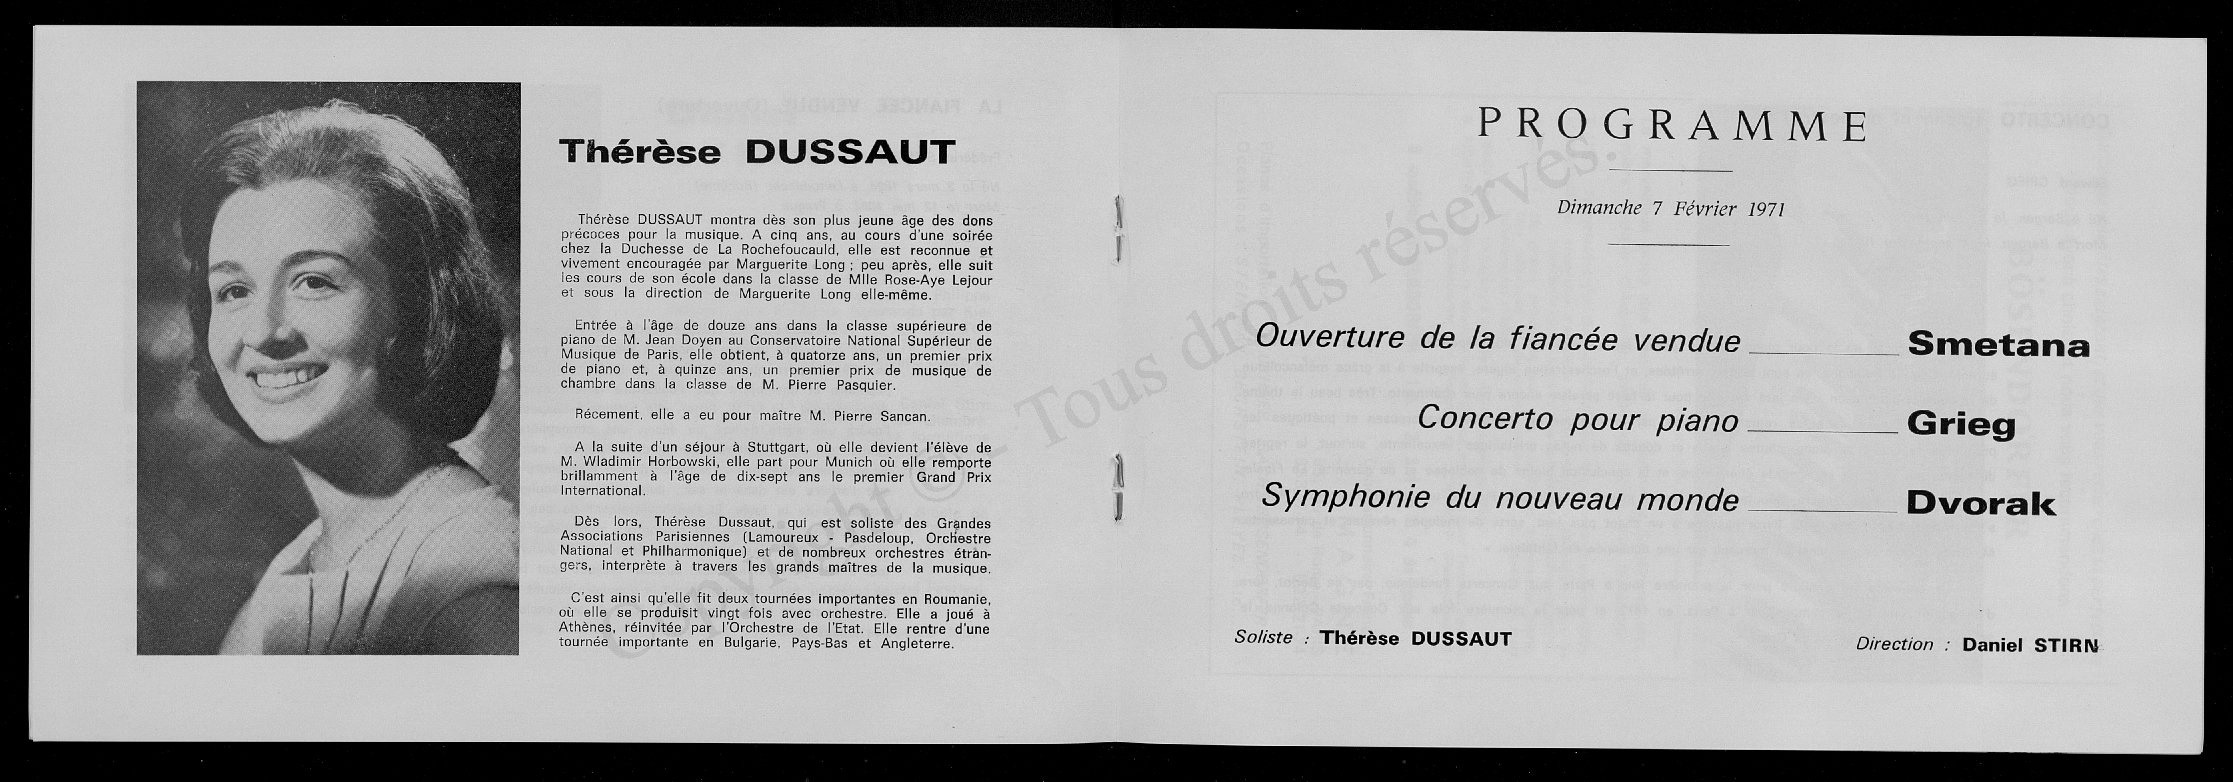 Thérèse DUSSAUT
Thérèse DUSSAUT montra dès son plus jeune âge des dons
précoces pour la musique. A cinq ans, au cours d'une soirée
chez la Duchesse de La Rochefoucauld, elle est reconnue et
vivement encouragée par Marguerite Long ; peu après, elle suit
les cours de son école dans la classe de Mlle Rose-Aye Lejour
et sous la direction de Marguerite Long elle-même.
Entrée à l'âge de douze ans dans la classe supérieure de
piano de M. Jean Doyen au Conservatoire National Supérieur de
Musique de Paris, elle obtient, à quatorze ans, un premier prix
de piano et, à quinze ans, un premier prix de musique de
chambre dans la classe de M. Pierre Pasquier.
Récement, elle a eu pour maître M. Pierre Sancan.
A la suite d'un séjour à Stuttgart, où elle devient l'élève de
M. Wladimir Horbowski, elle part pour Munich où elle remporte
brillamment à l'âge de dix-sept ans le premier Grand Prix
International.
Dès lors, Thérèse Dussaut, qui est soliste des Grandes
Associations Parisiennes (Lamoureux - Pasdeloup, Orchestre
National et Philharmonique) et de nombreux orchestres étran-
gers, interprète à travers les grands maîtres de la musique.
C'est ainsi qu'elle fit deux tournées importantes en Roumanie,
où elle se produisit vingt fois avec orchestre. Elle a joué à
Athènes, réinvitée par l'Orchestre de l'Etat. Elle rentre d'une
tournée importante en Bulgarie, Pays-Bas et Angleterre.
PROGRAMME
Dimanche 7 Février 1971
Ouverture de la fiancée vendue Smetana
Concerto pour piano Grieg
Symphonie du nouveau monde Dvorak
Soliste : Thérèse DUSSAUT
Direction : Daniel STIRN
Copyright © - Tous droits réservés.